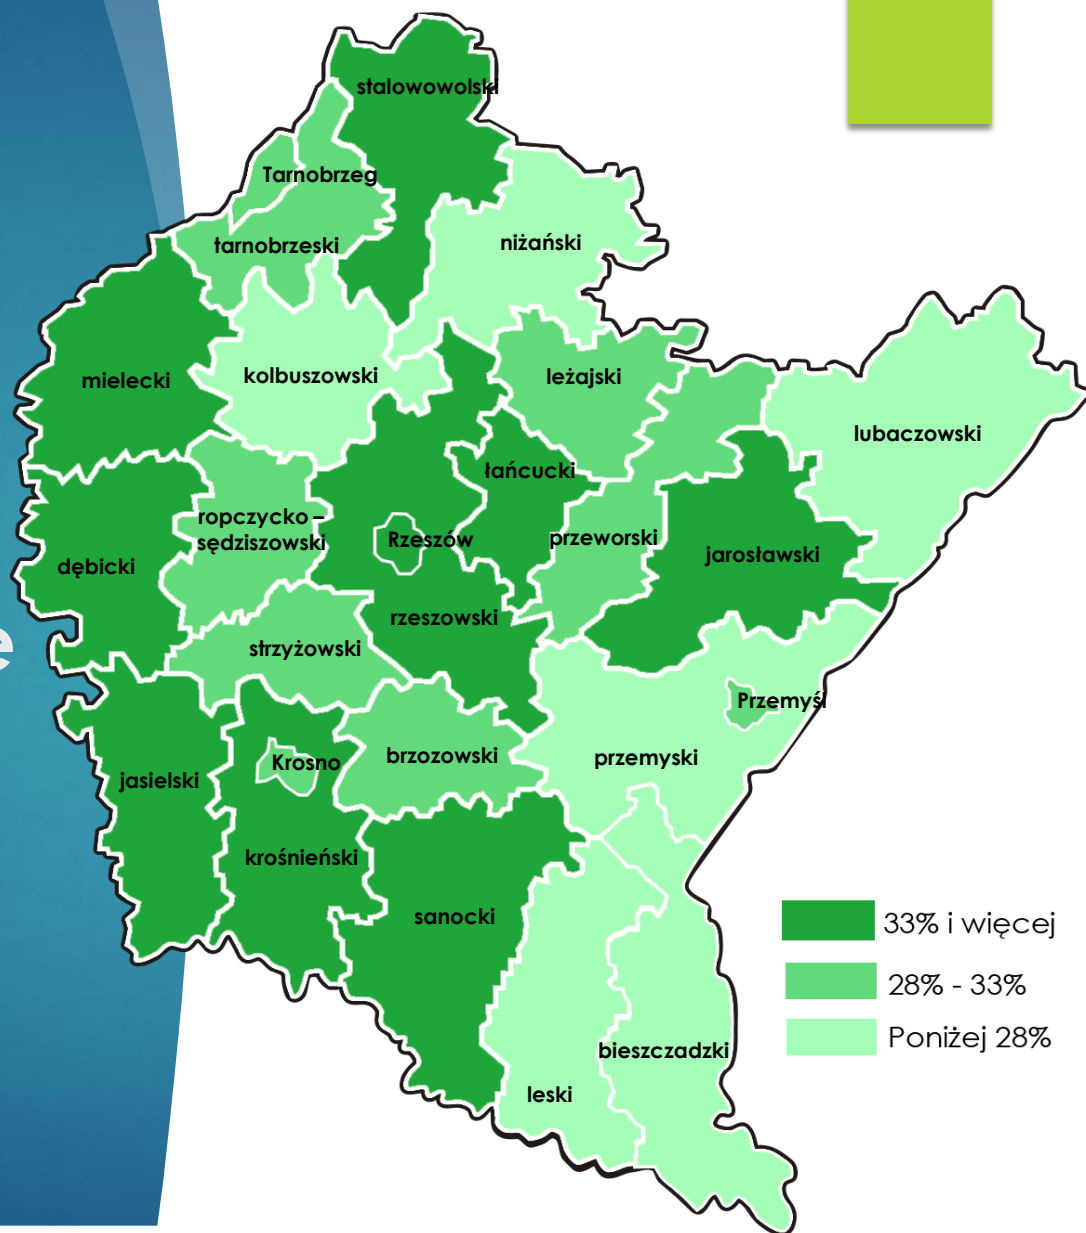 stalowowolski
Tarnobrzeg
tarnobrzeski
niżański
mielecki
kolbuszowski
leżajski
lubaczowski
łańcucki
ropczycko –
sędziszowski
Rzeszów
przeworski
jarosławski
dębicki
rzeszowski
strzyżowski
e
Przemyśl
jasielski
Krosno
brzozowski
przemyski
krośnieński
sanocki
33% i więcej
28% - 33%
Poniżej 28%
bieszczadzki
leski